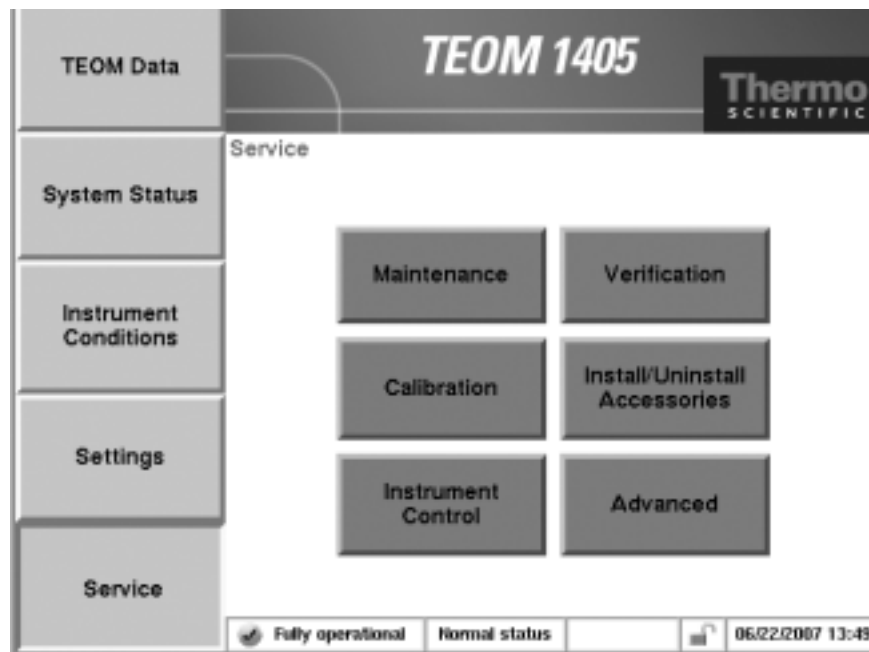 TEOM Data
TEOM 1405
Thermo
SCIENTIFIC
Service
System Status
Instrument
Conditions
Settings
Service
Maintenance
Verification
Calibration
Install/Uninstall
Accessories
Instrument
Control
Advanced
Fully operational
Normal status
06/22/2007 13:49